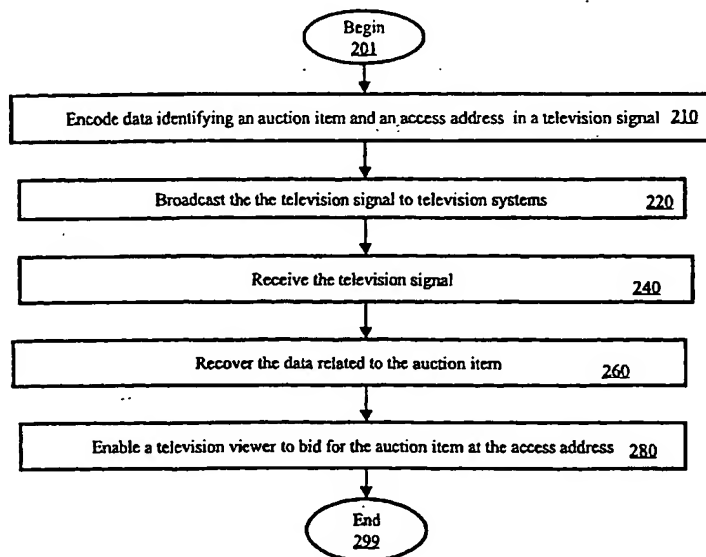 Begin
201
Encode data identifying an auction item and an access address in a television signal 210
Broadcast the the television signal to television systems 220
Receive the television signal 240
Recover the data related to the auction item 260
Enable a television viewer to bid for the auction item at the access address 280
End
299